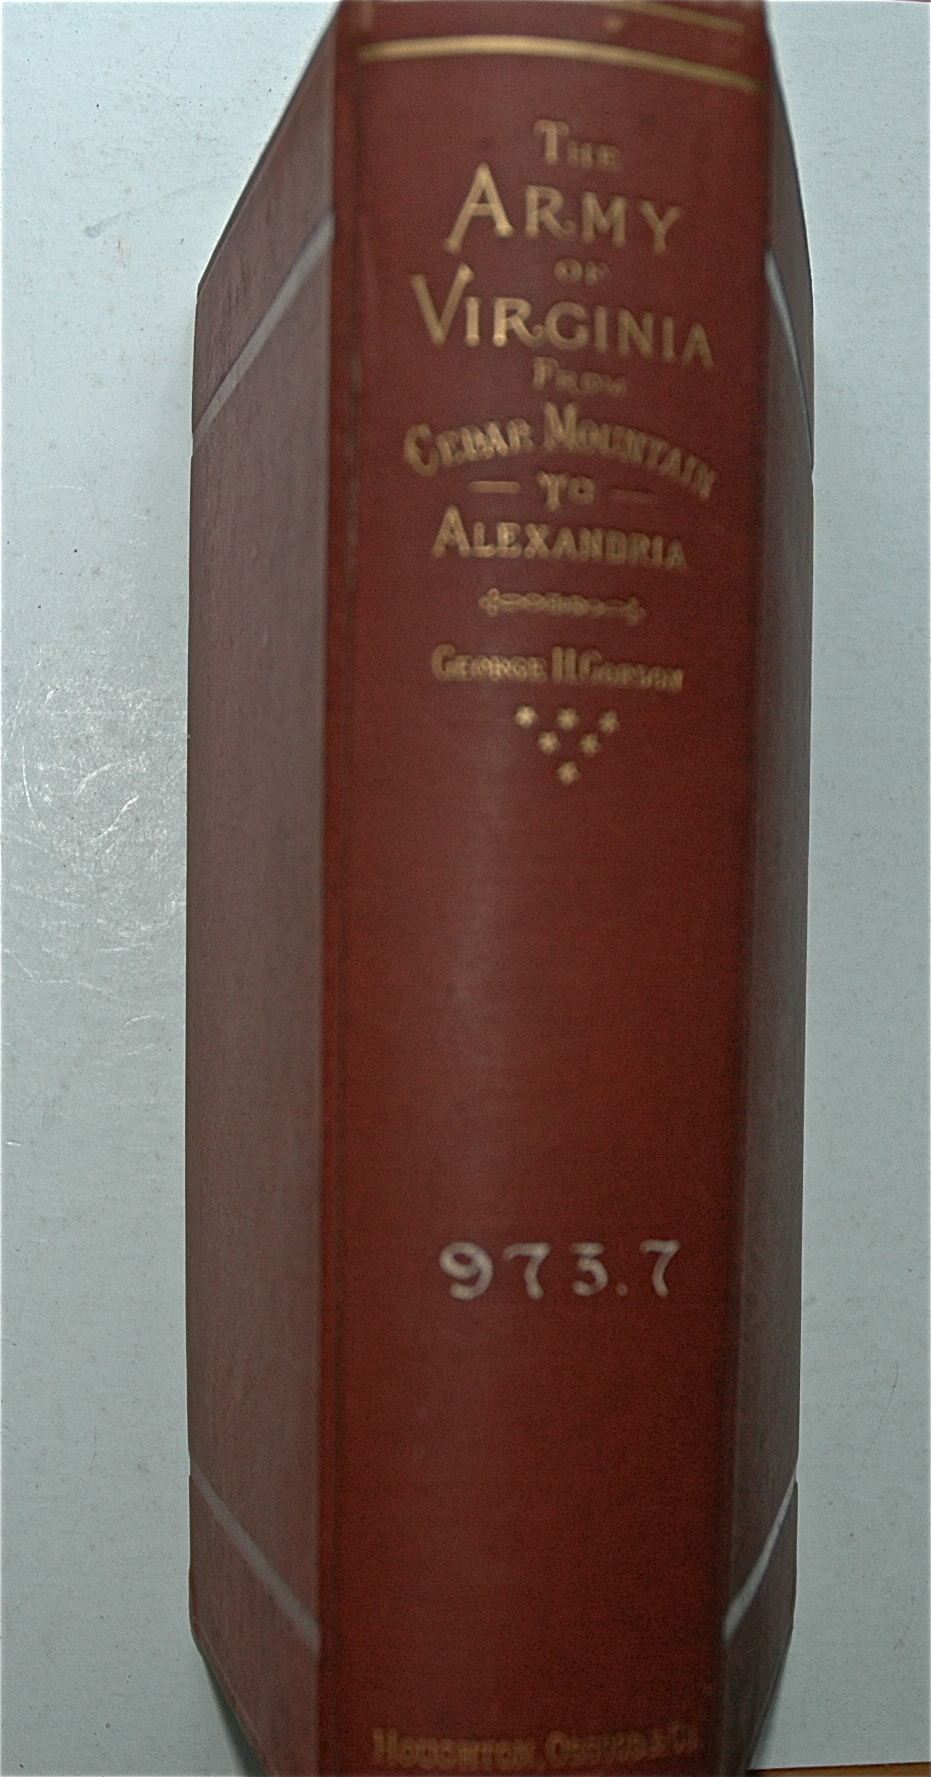 THE
ARMY
OF
VIRGINIA
FROM
CEDAR MOUNTAIN
— TO —
ALEXANDRIA
GEORGE H. GORDON
973.7
HOUGHTON, OSGOOD & CO.